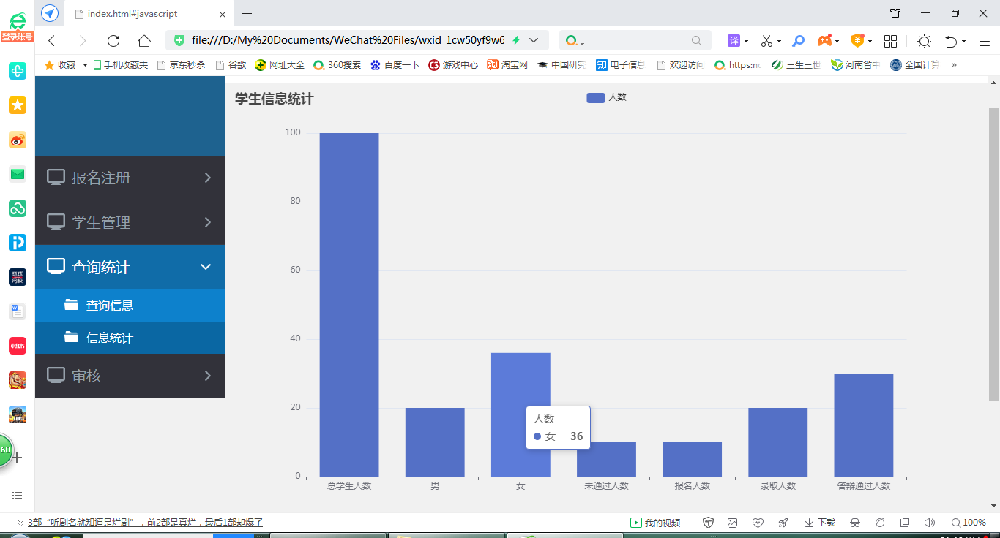 index.html#javascript
登录账号
file:///D:/My%20Documents/WeChat%20Files/wxid_1cw50yf9w6
译
收藏 手机收藏夹 京东秒杀 谷歌 网址大全 360搜索 百度一下 游戏中心 淘宝网 中国研究 电子信息 欢迎访问 https:nc 三生三世 河南省中 全国计算 »
学生信息统计
人数
报名注册
学生管理
查询统计
查询信息
信息统计
审核
小红书
60
100
80
60
40
20
0
人数
女 36
总学生人数 男 女 未通过人数 报名人数 录取人数 答辩通过人数
3部“听剧名就知道是烂剧”，前2部是真烂，最后1部却爆了
我的视频 下载 100%